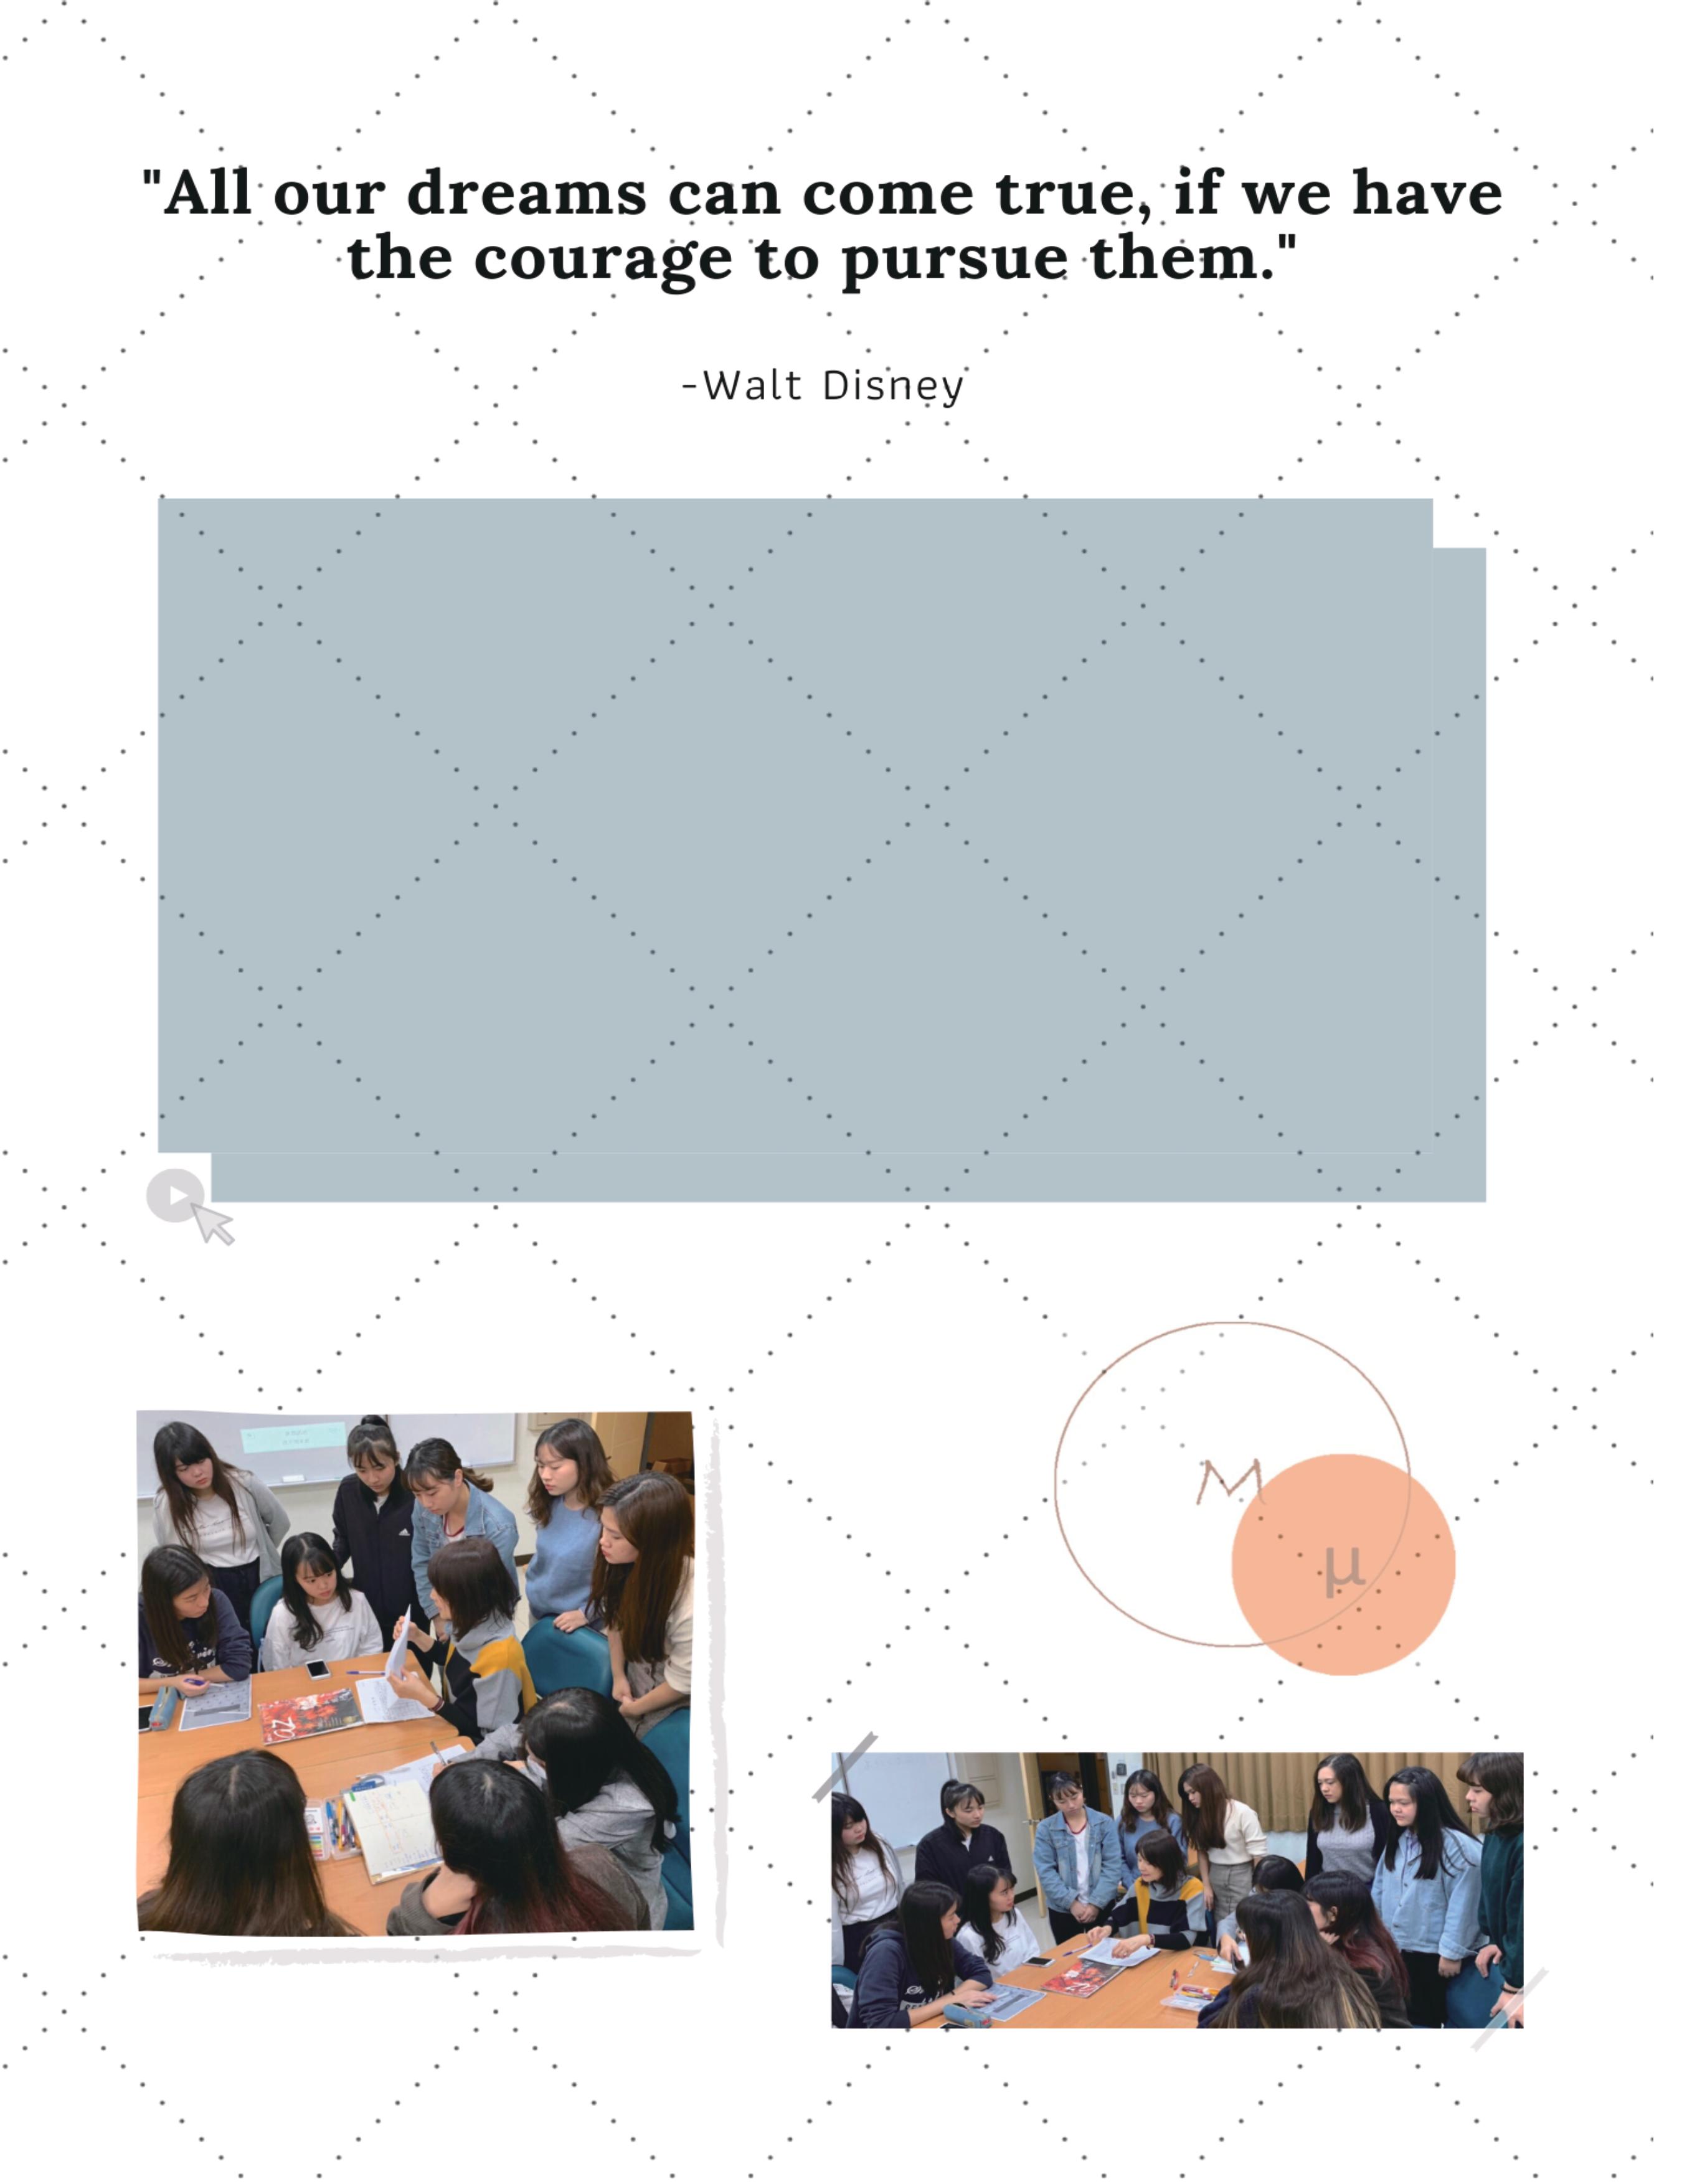 "All our dreams can come true, if we have
the courage to pursue them."
-Walt Disney
M
μ